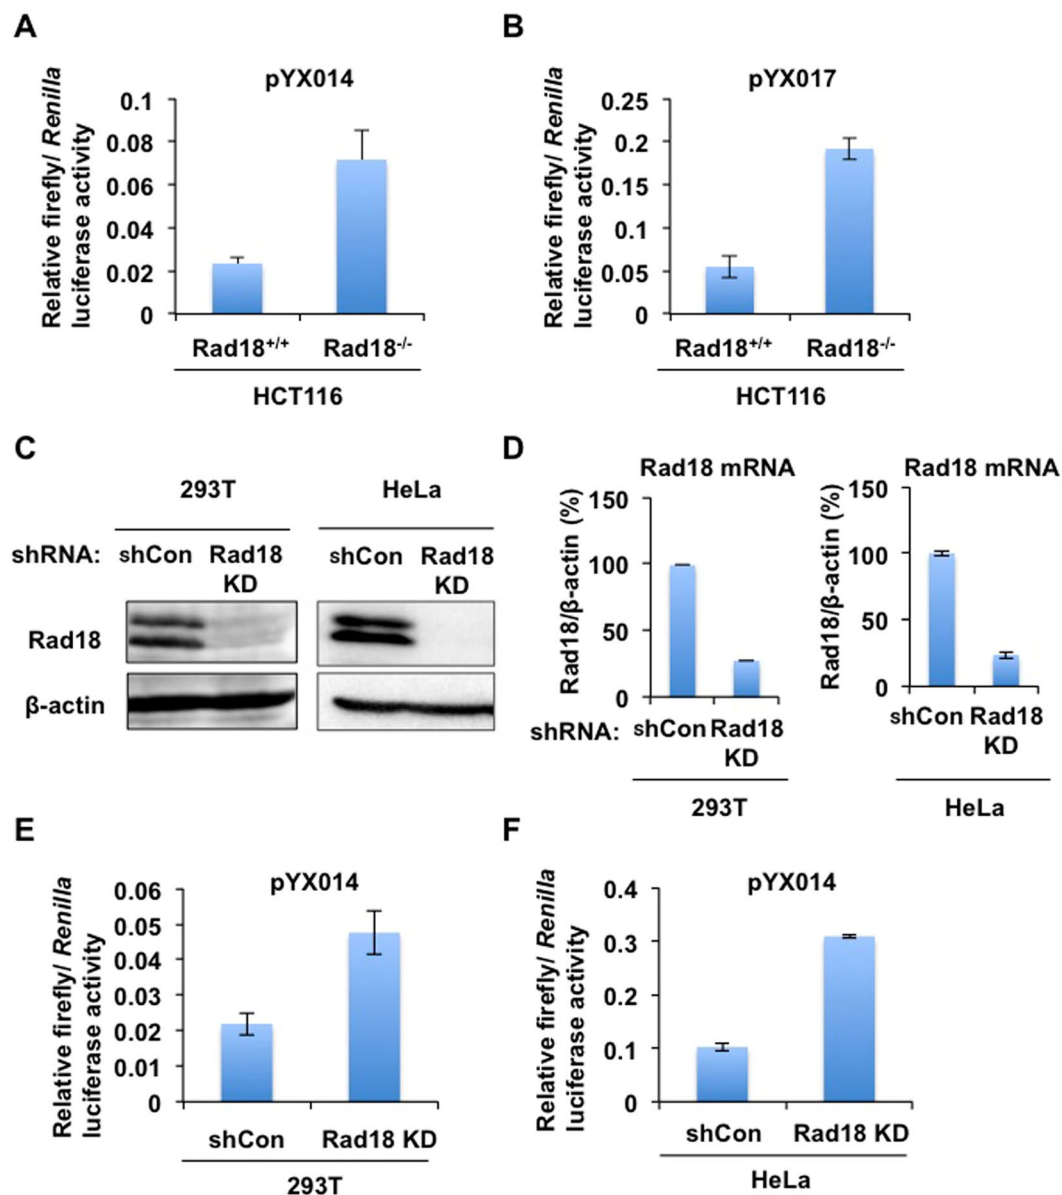 A
pYX014
Relative firefly/ Renilla
luciferase activity
0.1
0.08
0.06
0.04
0.02
0
Rad18+/+ Rad18-/-
HCT116
B
pYX017
Relative firefly/ Renilla
luciferase activity
0.25
0.2
0.15
0.1
0.05
0
Rad18+/+ Rad18-/-
HCT116
C
293T HeLa
shRNA: shCon Rad18 KD shCon Rad18 KD
Rad18
β-actin
D
Rad18 mRNA
Rad18/β-actin (%)
150
100
50
0
shRNA: shCon Rad18 KD
293T
Rad18 mRNA
Rad18/β-actin (%)
150
100
50
0
shCon Rad18 KD
HeLa
E
pYX014
Relative firefly/ Renilla
luciferase activity
0.06
0.05
0.04
0.03
0.02
0.01
0
shCon Rad18 KD
293T
F
pYX014
Relative firefly/ Renilla
luciferase activity
0.4
0.3
0.2
0.1
0
shCon Rad18 KD
HeLa